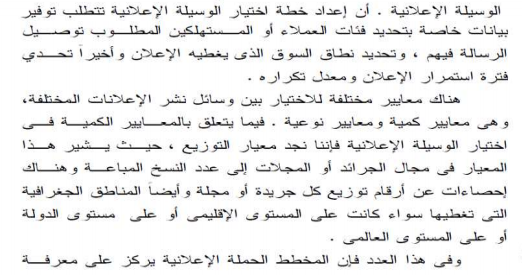 الوسيلة الإعلانية . أن إعداد خطة اختيار الوسيلة الإعلانية تتطلب توفير
بيانات خاصة بتحديد فئات العملاء أو المستهلكين المطلوب توصيل
الرسالة فيهم ، وتحديد نطاق السوق الذى يغطيه الإعلان وأخيراً تحدي
فترة استمرار الإعلان ومعدل تكراره .
هناك معايير مختلفة للاختيار بين وسائل نشر الإعلانات المختلفة،
وهى معايير كمية ومعايير نوعية . فيما يتعلق بالمعايير الكمية فى
اختيار الوسيلة الإعلانية فإننا نجد معيار التوزيع ، حيث يشير هذا
المعيار فى مجال الجرائد أو المجلات إلى عدد النسخ المباعة وهناك
إحصاءات عن أرقام توزيع كل جريدة أو مجلة وأيضاً المناطق الجغرافية
التى تغطيها سواء كانت على المستوى الإقليمى أو على مستوى الدولة
أو على المستوى العالمى .
وفى هذا العدد فإن المخطط الحملة الإعلانية يركز على معرفة